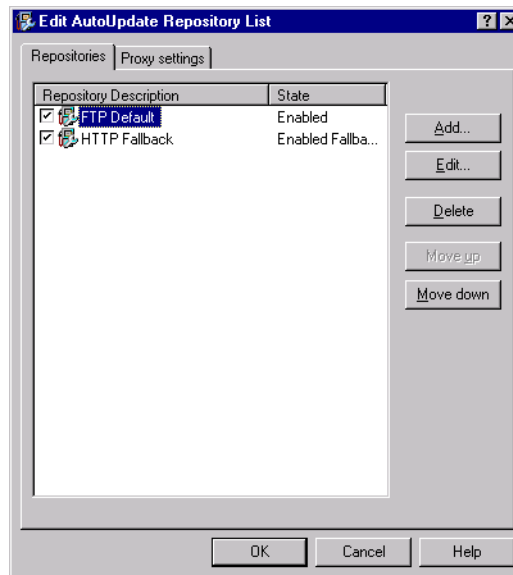 Edit AutoUpdate Repository List
Repositories
Proxy settings
Repository Description
State
FTP Default
Enabled
HTTP Fallback
Enabled Fallba...
Add...
Edit...
Delete
Move up
Move down
OK
Cancel
Help